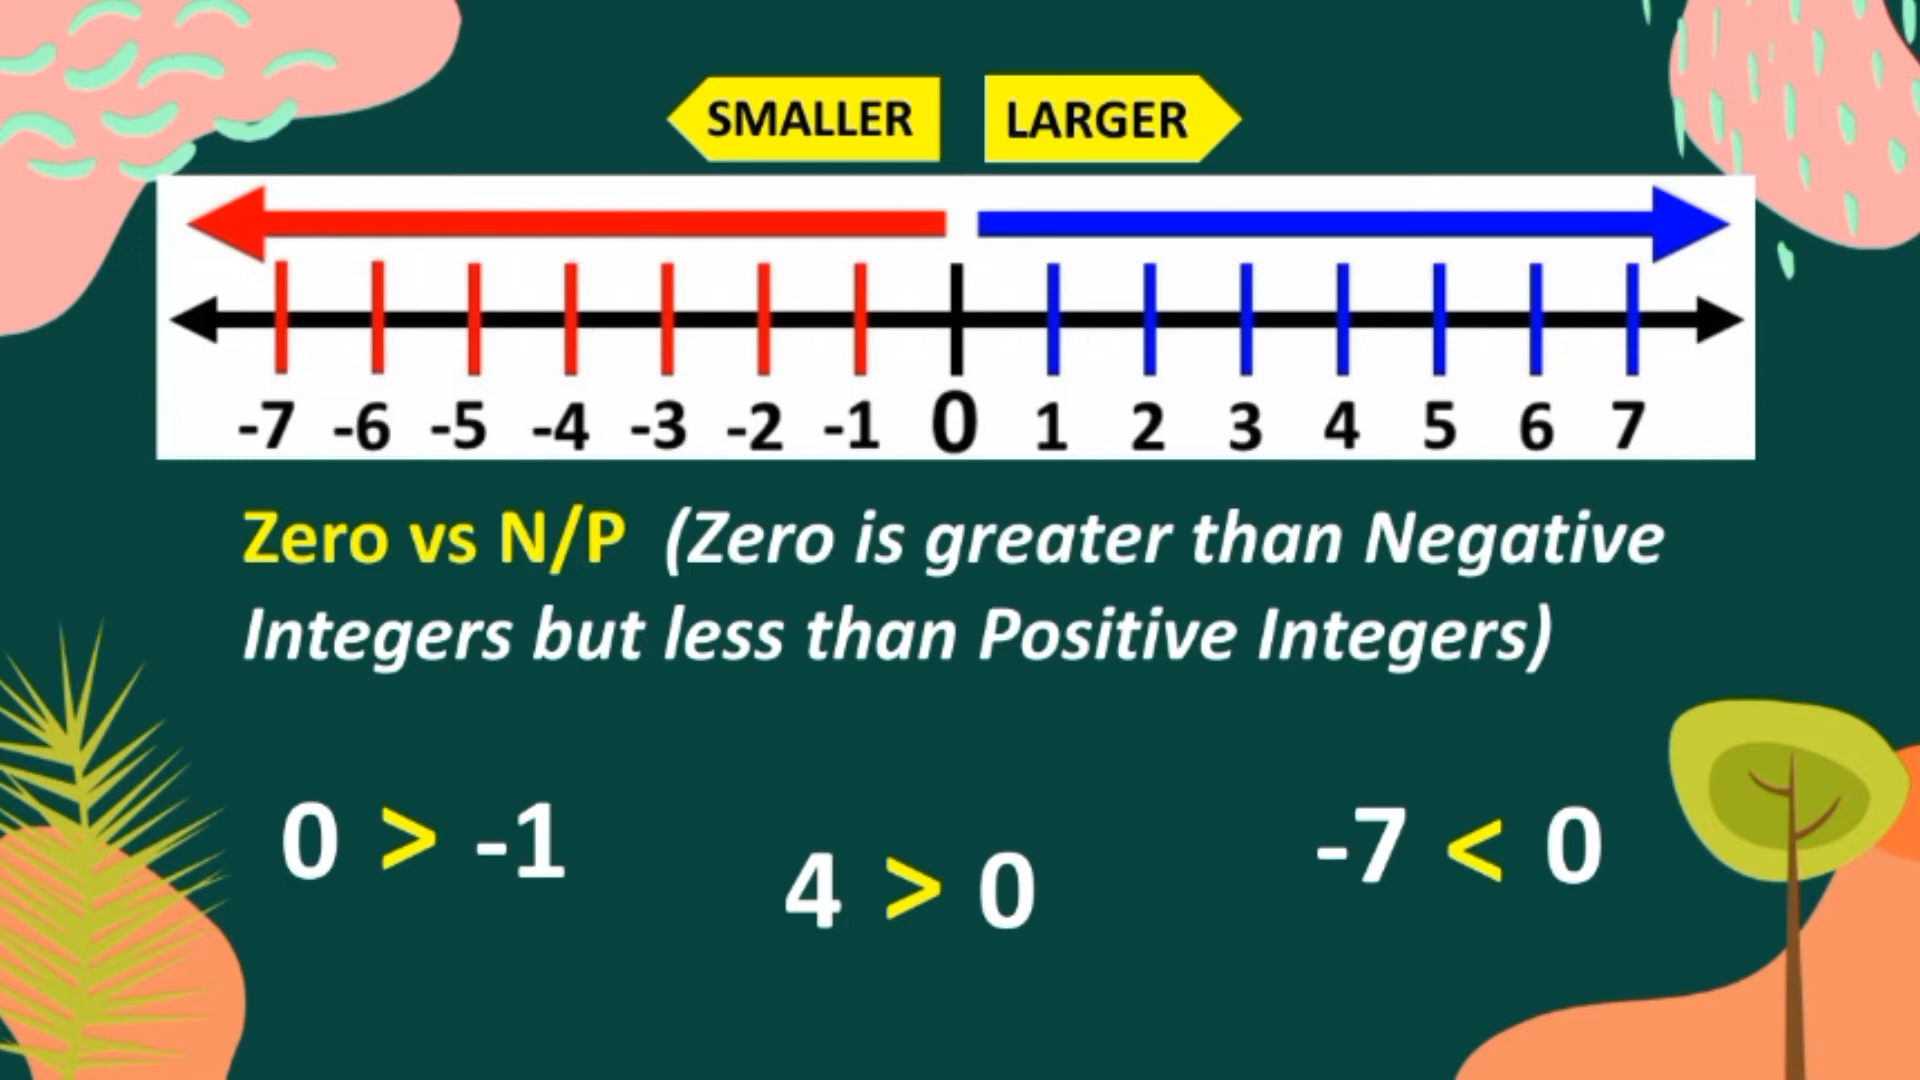 SMALLER LARGER
-7 -6 -5 -4 -3 -2 -1 0 1 2 3 4 5 6 7
Zero vs N/P (Zero is greater than Negative
Integers but less than Positive Integers)
0 > -1
4 > 0
-7 < 0